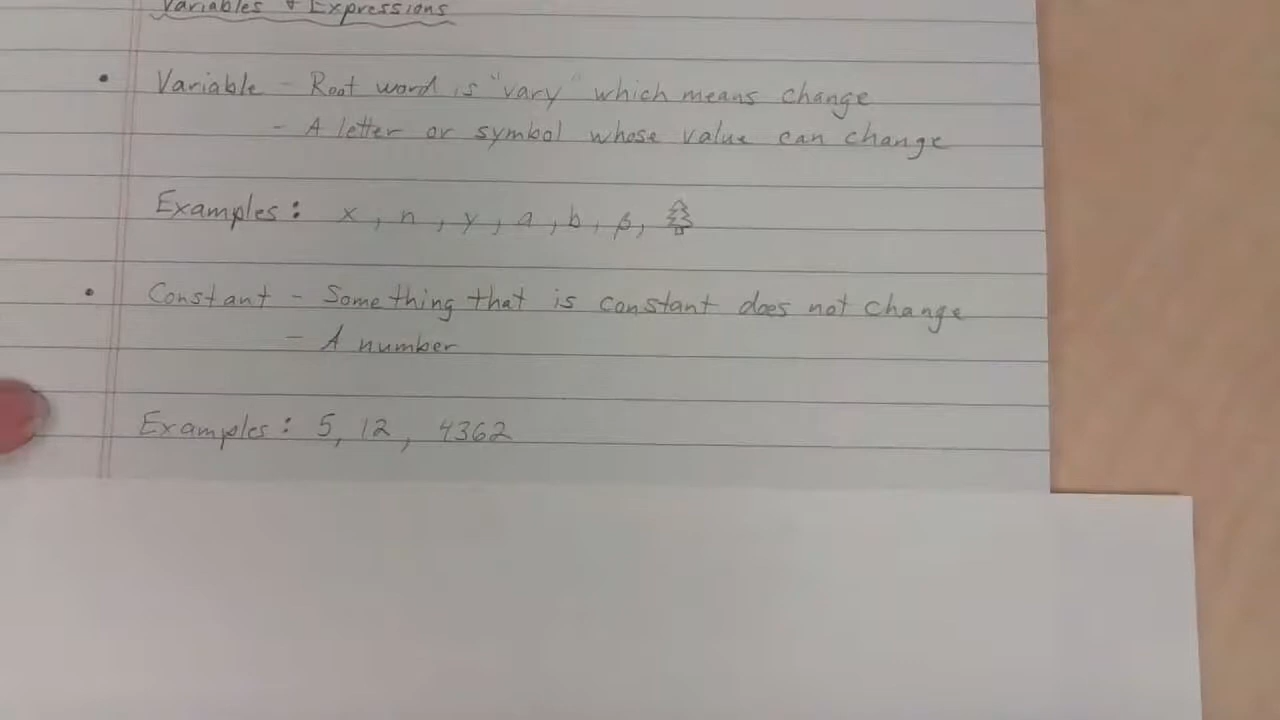 Variables & Expressions
• Variable - Root word is "vary" which means change
- A letter or symbol whose value can change
Examples: x, n, y, a, b, β,
• Constant - Something that is constant does not change
- A number
Examples: 5, 12, 4362